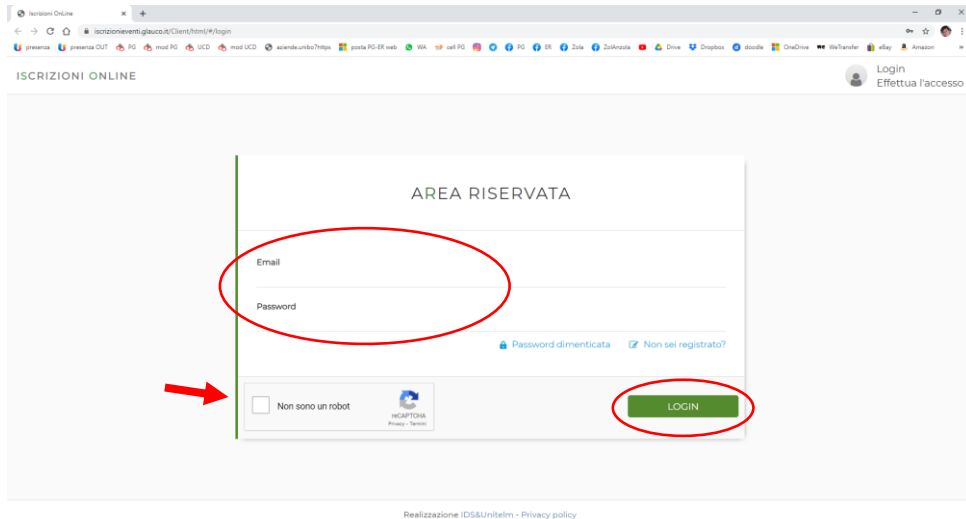 Iscrizioni OnLine
iscrizionieventi.glauco.it/Client/html/#/login
presenza presenza OUT PG mod PG UCD mod UCD aziende.unibo?https posta PG-ER web WA cell PG PG ER Zola ZolAnzola Drive Dropbox doodle OneDrive WeTransfer eBay Amazon »
ISCRIZIONI ONLINE
Login
Effettua l'accesso
AREA RISERVATA
Email
Password
Password dimenticata Non sei registrato?
Non sono un robot
reCAPTCHA
Privacy - Termini
LOGIN
Realizzazione IDS&Unitelm - Privacy policy